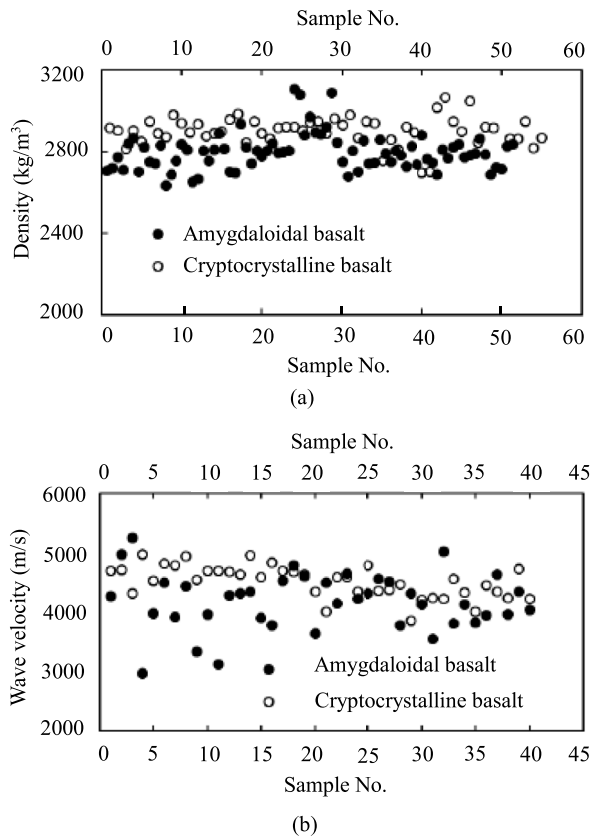 Sample No.
0 10 20 30 40 50 60
3200
2800
2400
2000
Density (kg/m³)
Amygdaloidal basalt
Cryptocrystalline basalt
0 10 20 30 40 50 60
Sample No.
(a)
Sample No.
0 5 10 15 20 25 30 35 40 45
6000
5000
4000
3000
2000
Wave velocity (m/s)
Amygdaloidal basalt
Cryptocrystalline basalt
0 5 10 15 20 25 30 35 40 45
Sample No.
(b)